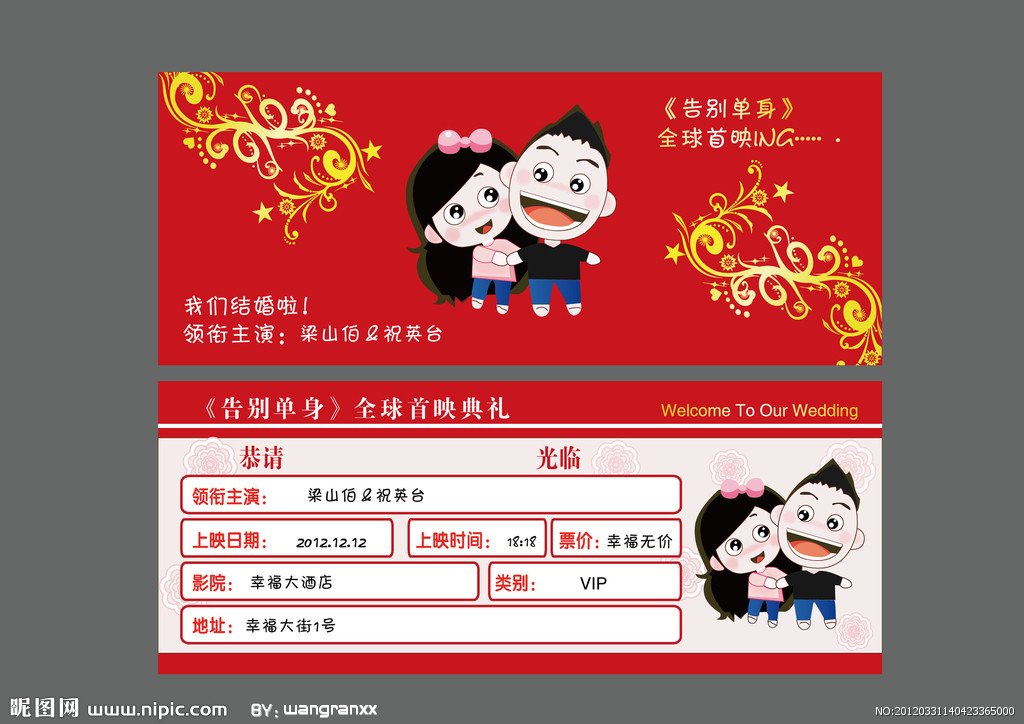 《告别单身》
全球首映ING····· ·
我们结婚啦!
领衔主演：梁山伯&祝英台
《告别单身》全球首映典礼
Welcome To Our Wedding
恭请 光临
领衔主演： 梁山伯&祝英台
上映日期： 2012.12.12 上映时间： 18:18 票价：幸福无价
影院： 幸福大酒店 类别： VIP
地址： 幸福大街1号
昵图网 www.nipic.com BY：wangranxx NO:20120331140423365000